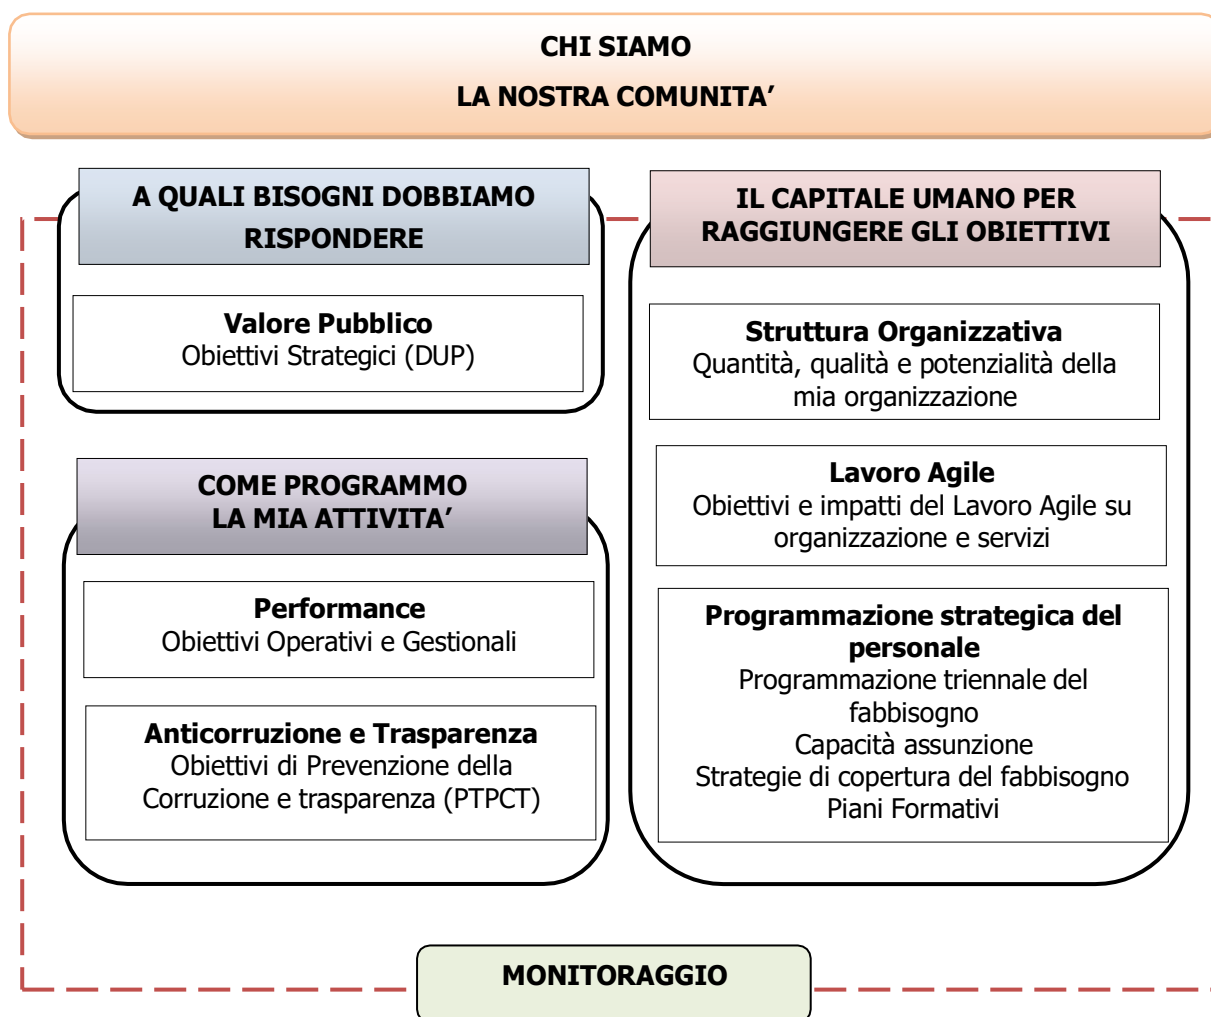 CHI SIAMO
LA NOSTRA COMUNITA’
A QUALI BISOGNI DOBBIAMO
RISPONDERE
Valore Pubblico
Obiettivi Strategici (DUP)
COME PROGRAMMO
LA MIA ATTIVITA’
Performance
Obiettivi Operativi e Gestionali
Anticorruzione e Trasparenza
Obiettivi di Prevenzione della
Corruzione e trasparenza (PTPCT)
IL CAPITALE UMANO PER
RAGGIUNGERE GLI OBIETTIVI
Struttura Organizzativa
Quantità, qualità e potenzialità della
mia organizzazione
Lavoro Agile
Obiettivi e impatti del Lavoro Agile su
organizzazione e servizi
Programmazione strategica del
personale
Programmazione triennale del
fabbisogno
Capacità assunzione
Strategie di copertura del fabbisogno
Piani Formativi
MONITORAGGIO